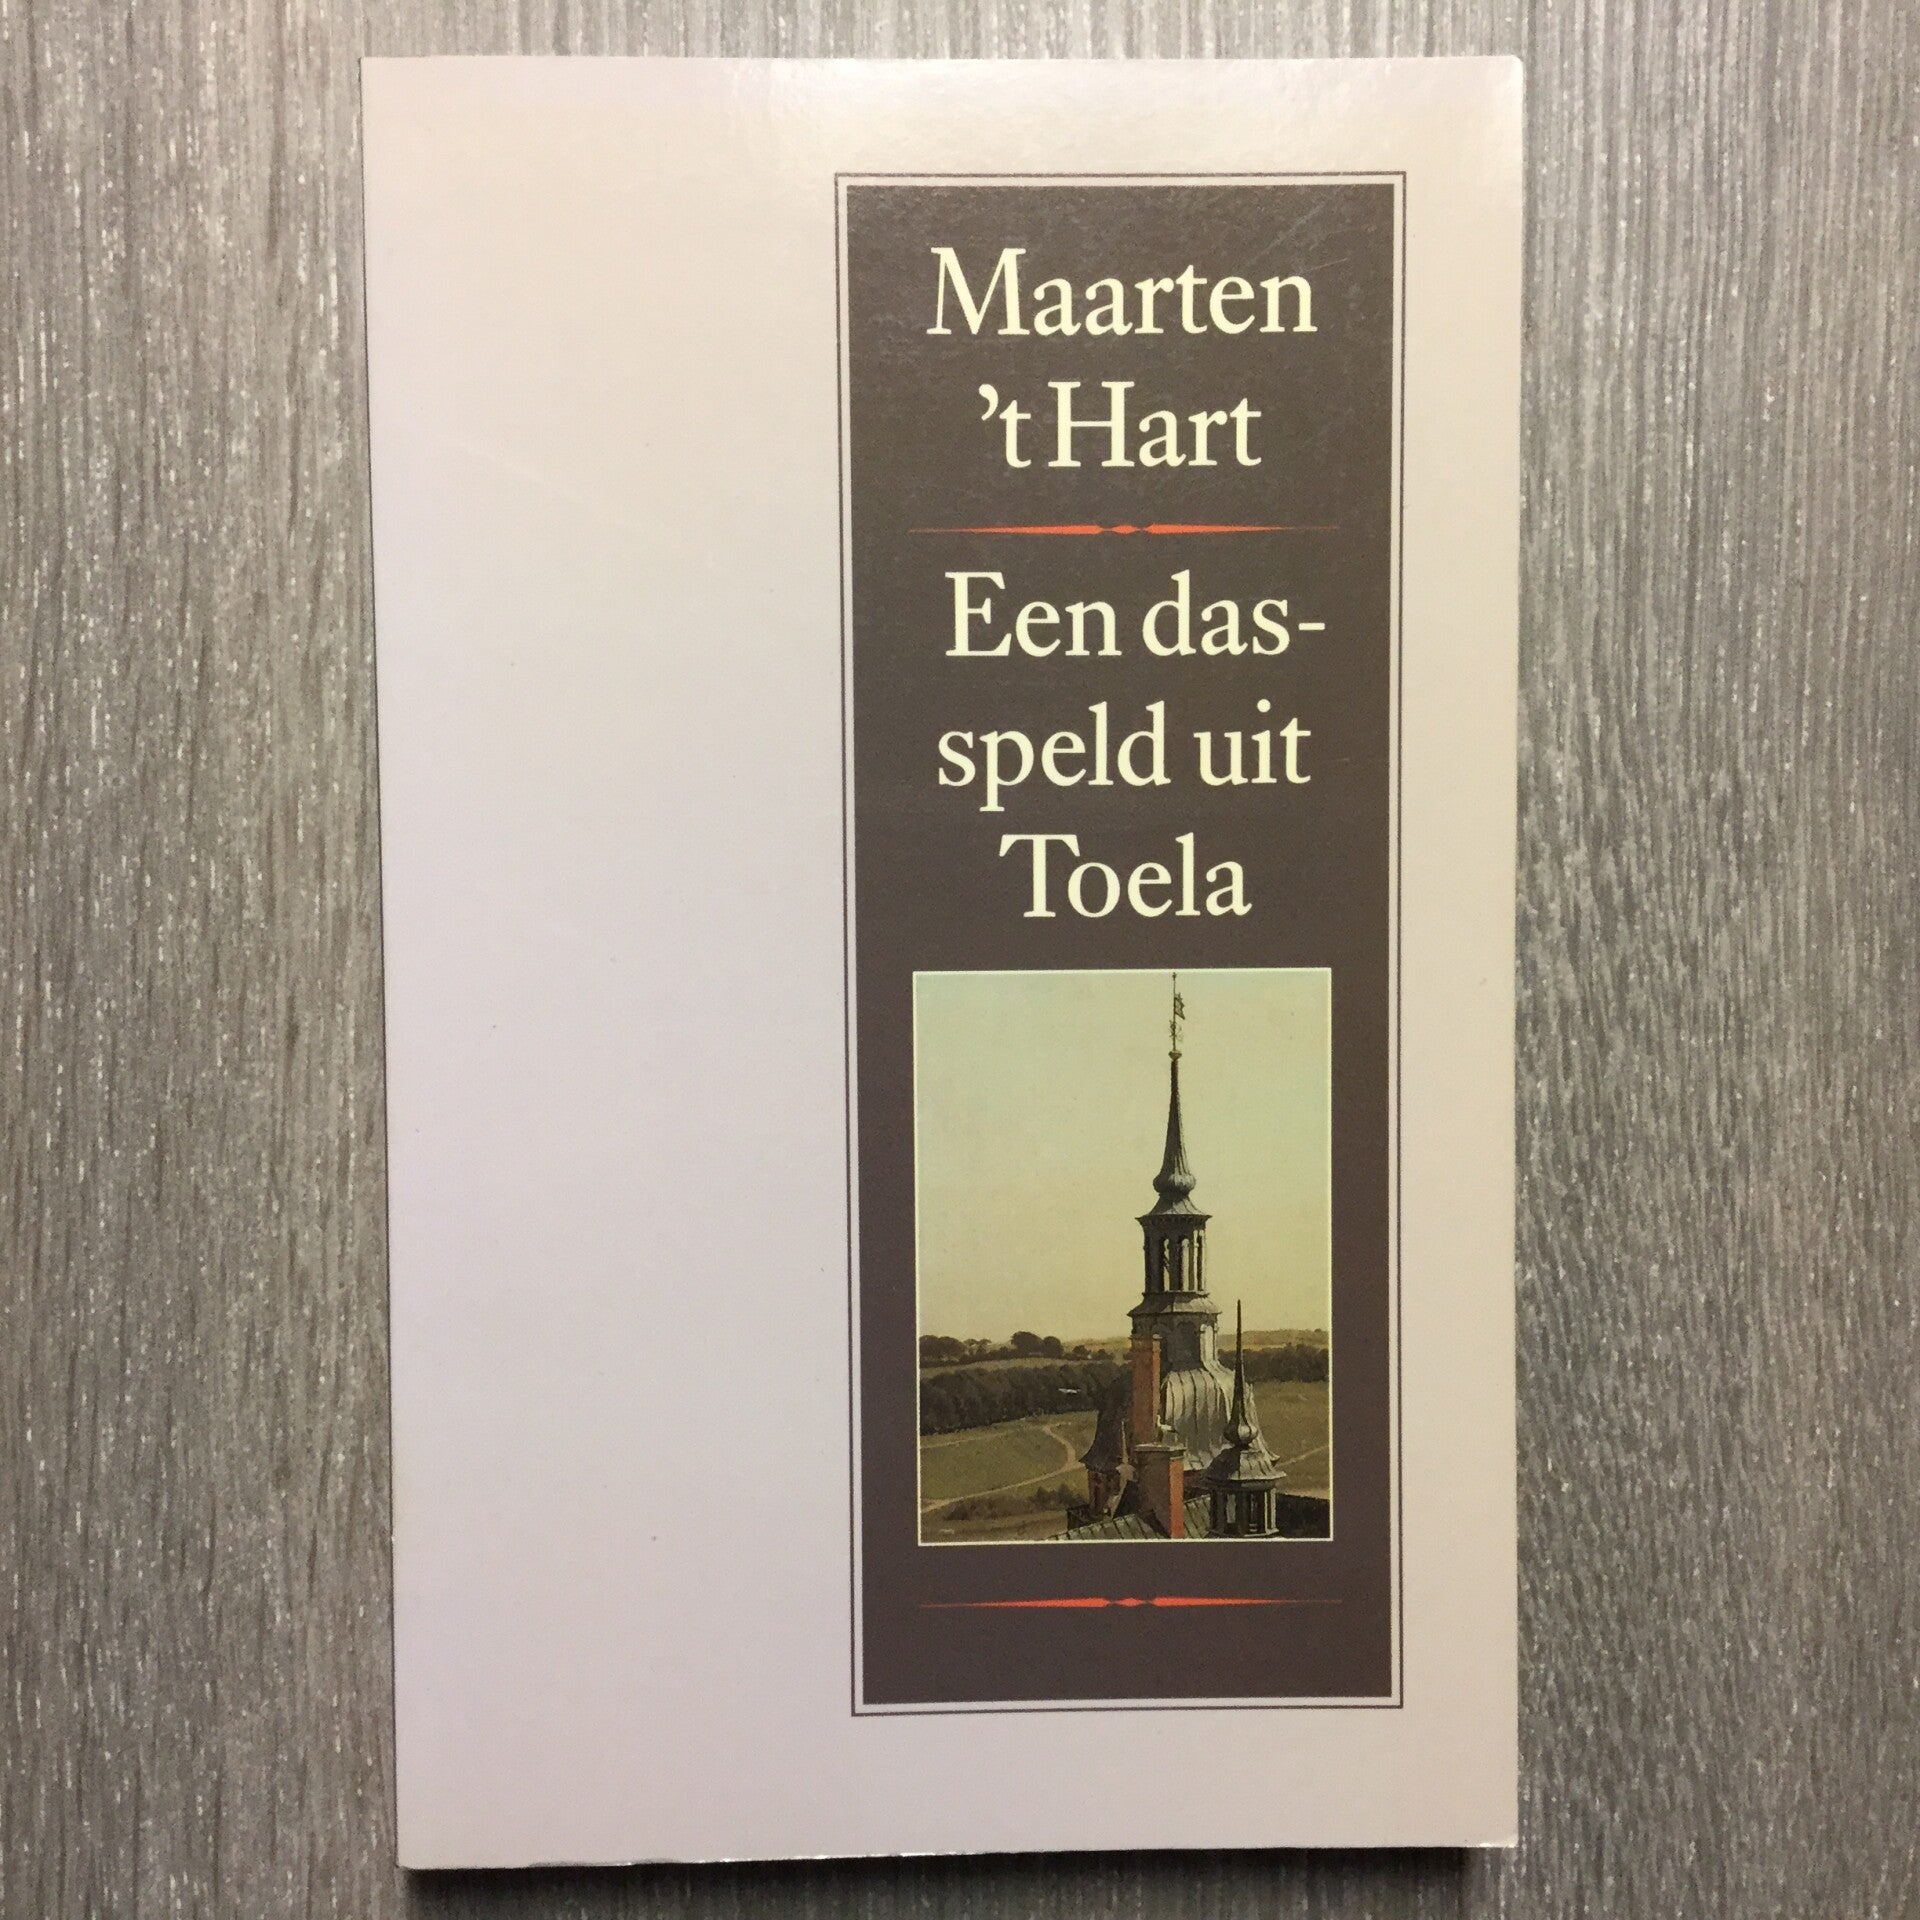 Maarten
’t Hart
Een das-
speld uit
Toela